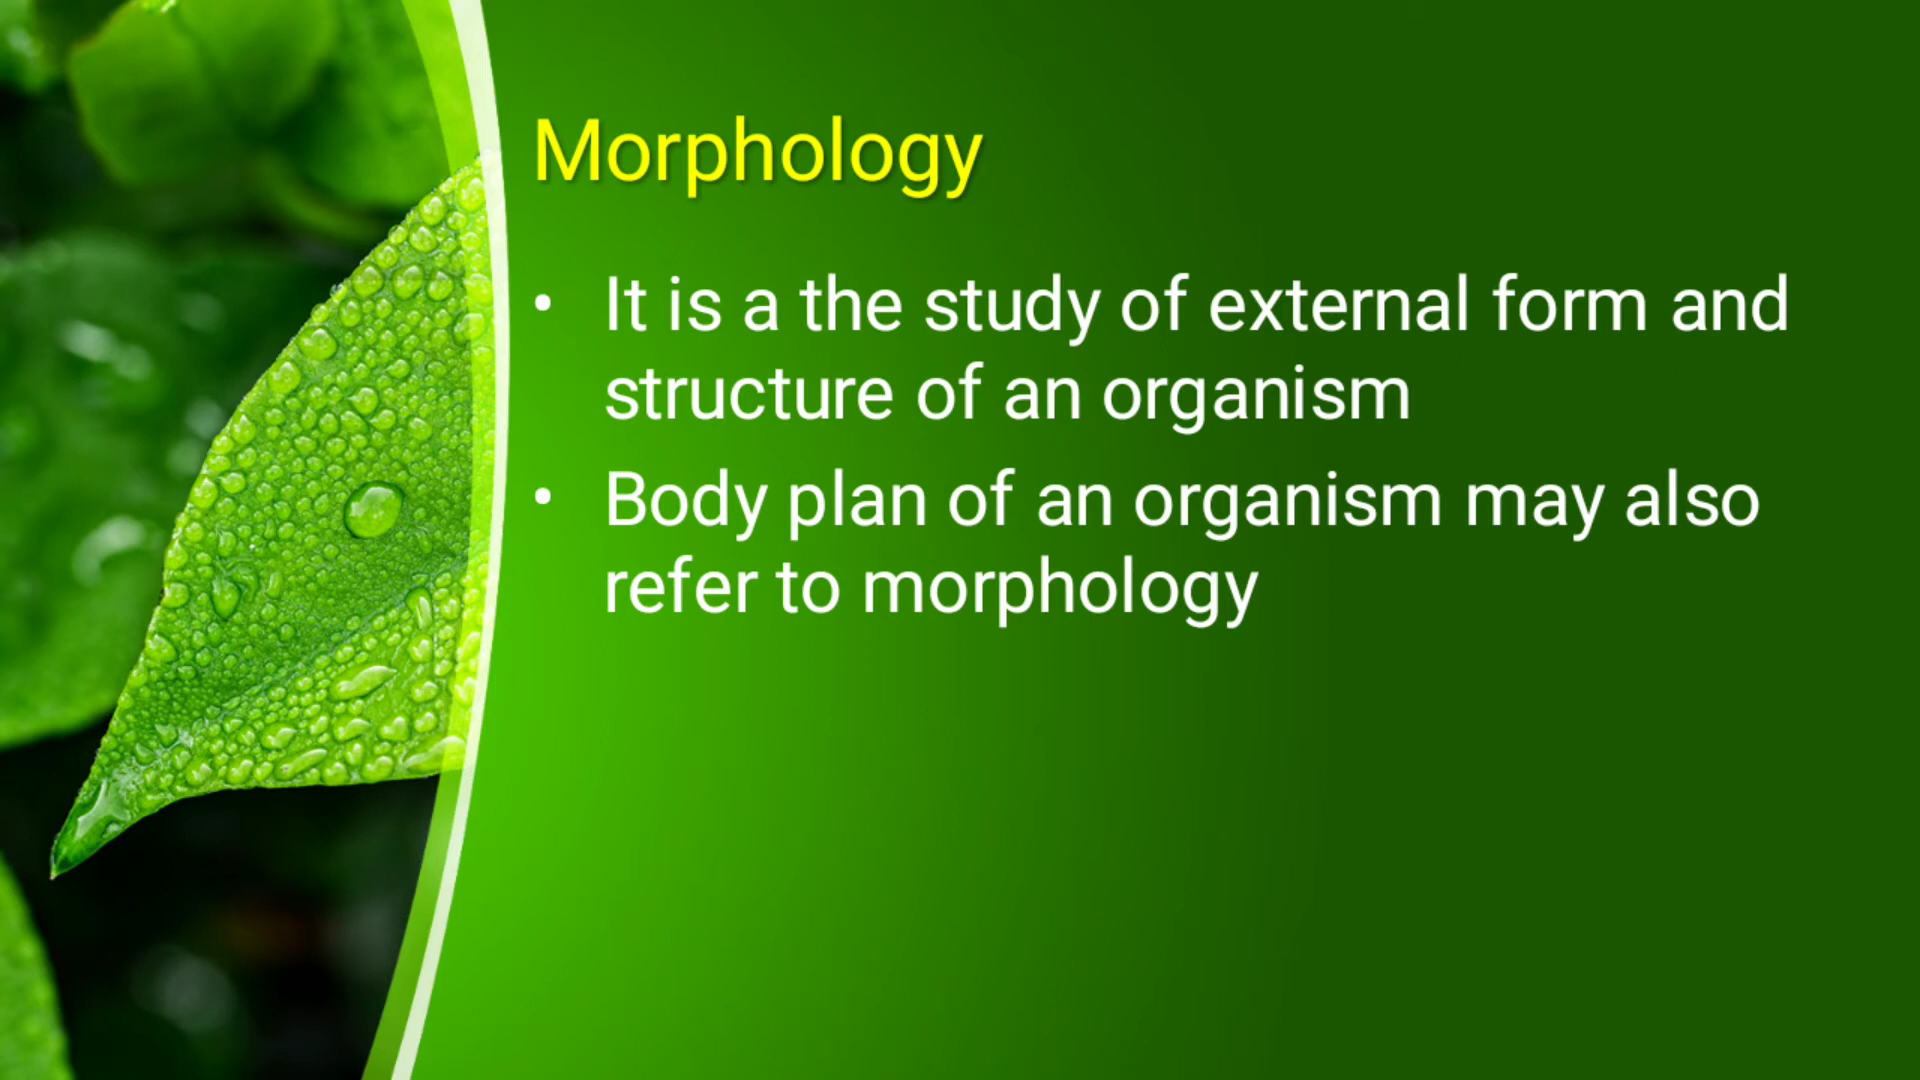 Morphology
• It is a the study of external form and
structure of an organism
• Body plan of an organism may also
refer to morphology